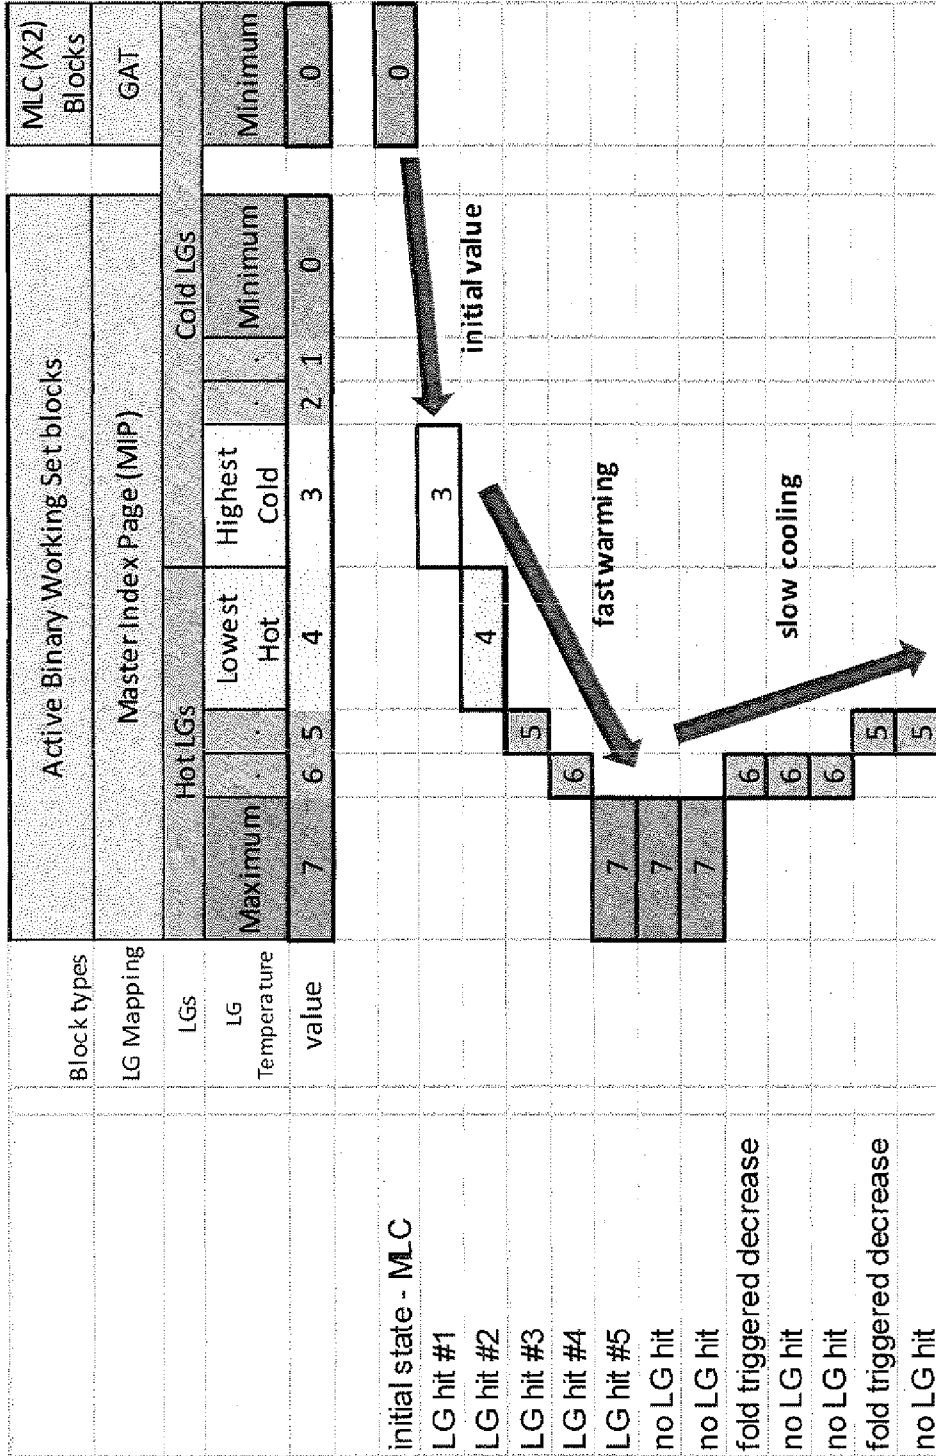 Block types
Active Binary Working Set blocks
MLC (X2) Blocks
LG Mapping
Master Index Page (MIP)
GAT
LGs
Hot LGs
Cold LGs
LG Temperature
Maximum
.
.
Lowest Hot
Highest Cold
.
.
Minimum
Minimum
value
7
6
5
4
3
2
1
0
0
initial state - MLC
0
LG hit #1
3
initial value
LG hit #2
4
LG hit #3
5
LG hit #4
6
fast warming
LG hit #5
7
no LG hit
7
no LG hit
7
fold triggered decrease
6
slow cooling
no LG hit
6
no LG hit
6
fold triggered decrease
5
no LG hit
5